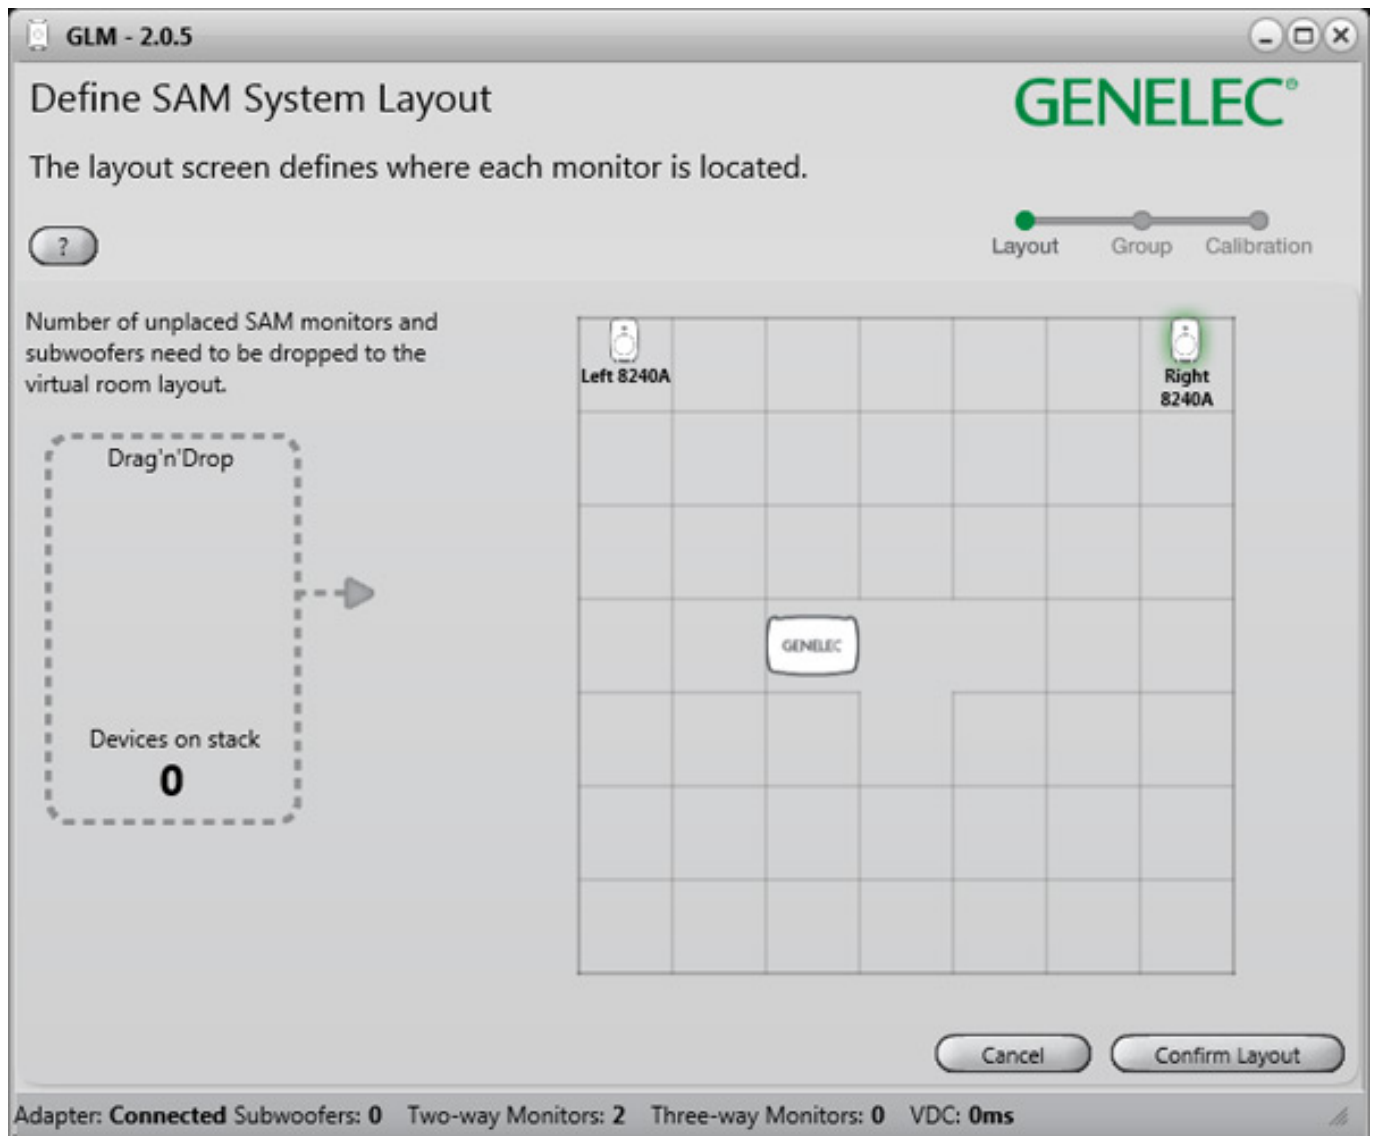 GLM - 2.0.5
Define SAM System Layout
GENELEC®
The layout screen defines where each monitor is located.
?
Layout Group Calibration
Number of unplaced SAM monitors and
subwoofers need to be dropped to the
virtual room layout.
Drag'n'Drop
Devices on stack
0
Left 8240A
Right
8240A
GENELEC
Cancel
Confirm Layout
Adapter: Connected Subwoofers: 0 Two-way Monitors: 2 Three-way Monitors: 0 VDC: 0ms